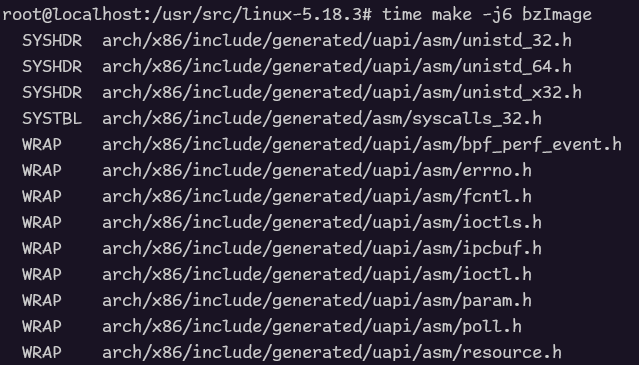 root@localhost:/usr/src/linux-5.18.3# time make -j6 bzImage
  SYSHDR  arch/x86/include/generated/uapi/asm/unistd_32.h
  SYSHDR  arch/x86/include/generated/uapi/asm/unistd_64.h
  SYSHDR  arch/x86/include/generated/uapi/asm/unistd_x32.h
  SYSTBL  arch/x86/include/generated/asm/syscalls_32.h
  WRAP    arch/x86/include/generated/uapi/asm/bpf_perf_event.h
  WRAP    arch/x86/include/generated/uapi/asm/errno.h
  WRAP    arch/x86/include/generated/uapi/asm/fcntl.h
  WRAP    arch/x86/include/generated/uapi/asm/ioctls.h
  WRAP    arch/x86/include/generated/uapi/asm/ipcbuf.h
  WRAP    arch/x86/include/generated/uapi/asm/ioctl.h
  WRAP    arch/x86/include/generated/uapi/asm/param.h
  WRAP    arch/x86/include/generated/uapi/asm/poll.h
  WRAP    arch/x86/include/generated/uapi/asm/resource.h